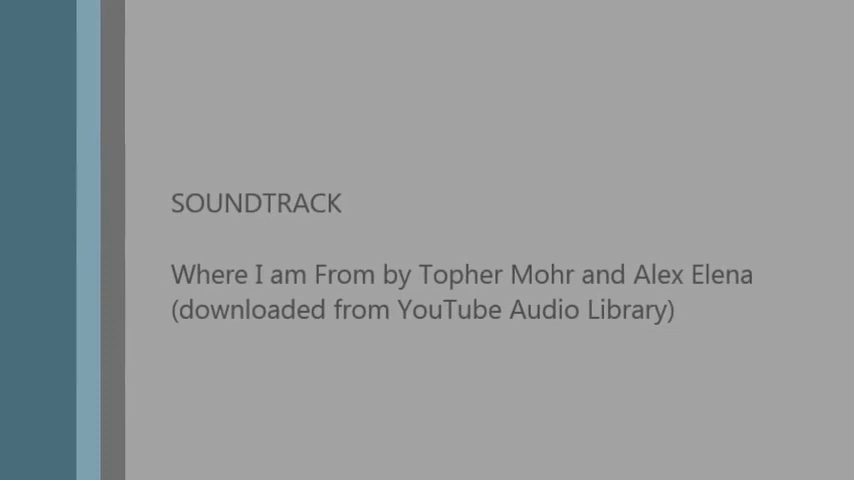 SOUNDTRACK
Where I am From by Topher Mohr and Alex Elena
(downloaded from YouTube Audio Library)